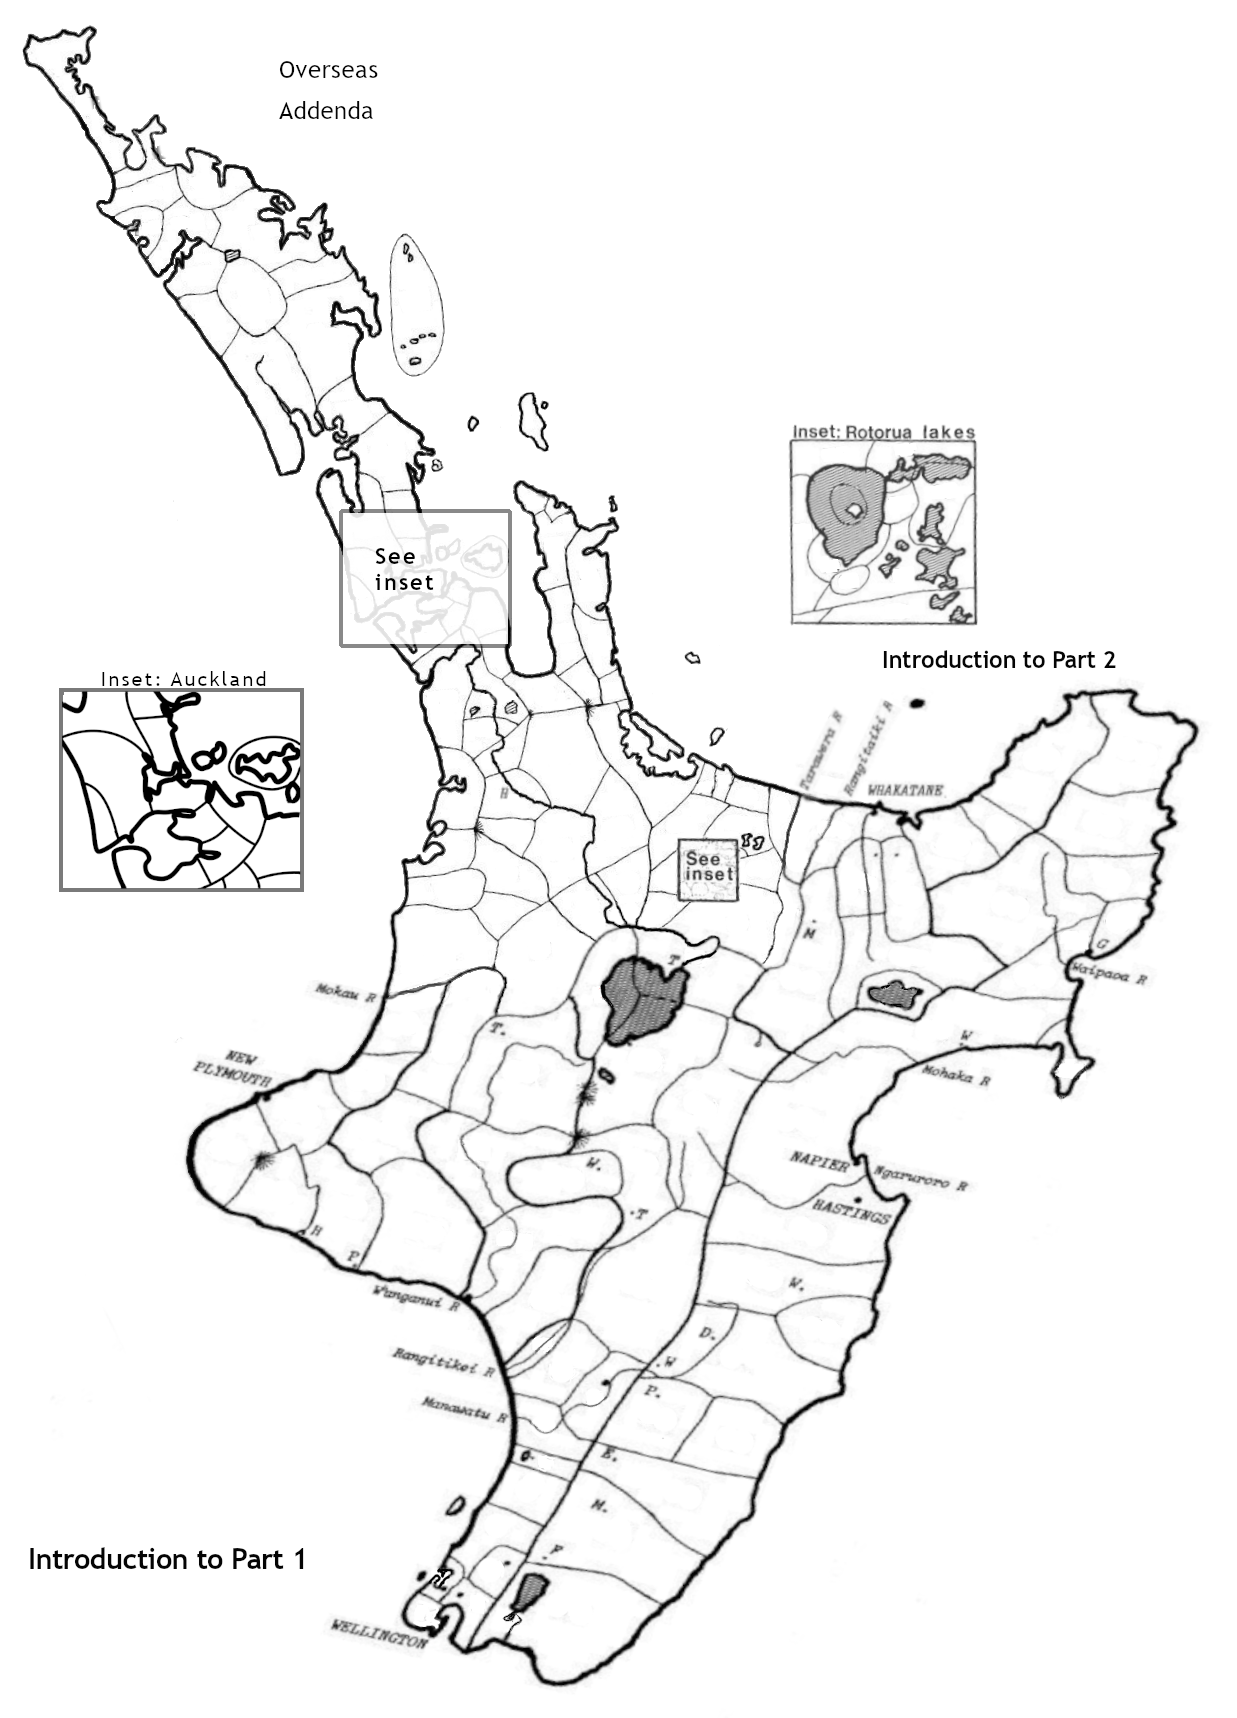 Overseas
Addenda
Inset: Rotorua lakes
See
inset
Introduction to Part 2
Inset: Auckland
Tarawera R
Rangitaiki R
WHAKATANE
H
See
inset
M
G
T
Waipaoa R
Mokau R
T.
W
NEW
PLYMOUTH
Mohaka R
W.
NAPIER
Ngaruroro R
HASTINGS
T
H
P
W.
Wanganui R
D.
Rangitikei R
W
P.
Manawatu R
E.
M.
F
Introduction to Part 1
WELLINGTON